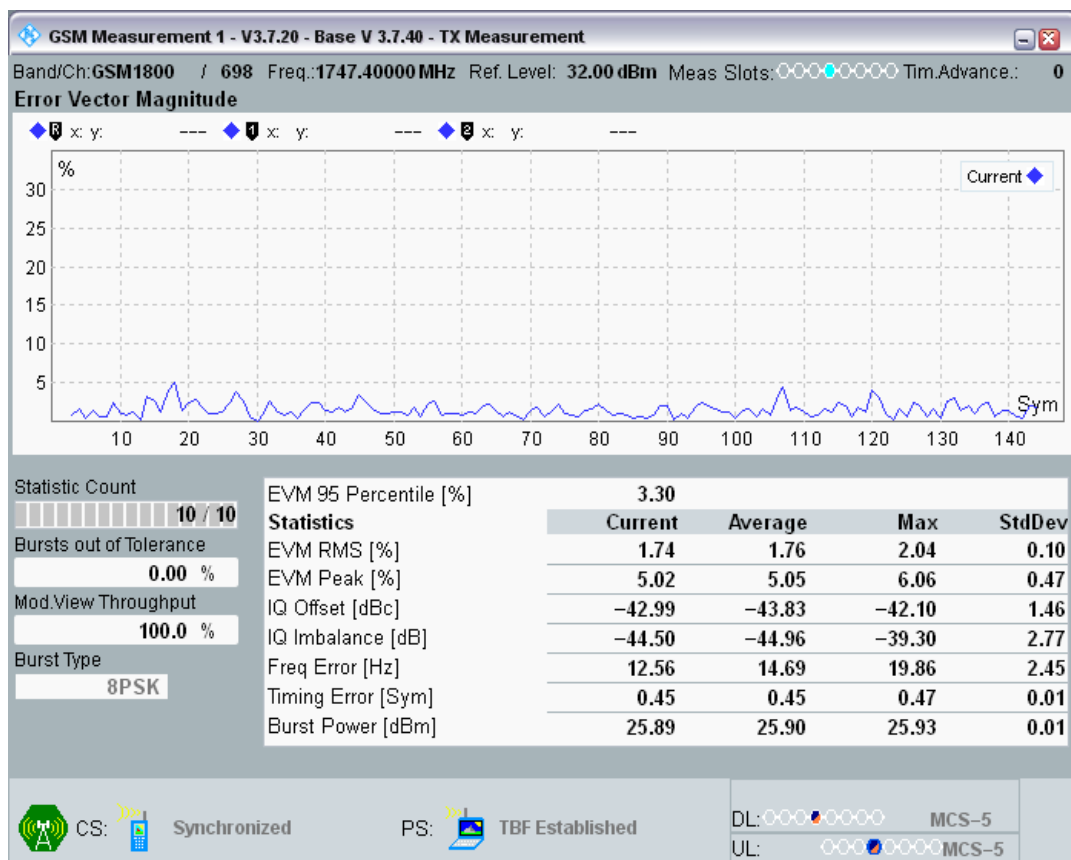 GSM Measurement 1 - V3.7.20 - Base V 3.7.40 - TX Measurement
Band/Ch:GSM1800 / 698 Freq.:1747.40000 MHz Ref. Level: 32.00 dBm Meas Slots: Tim.Advance.: 0
Error Vector Magnitude
R x: y: --- 1 x: y: --- 2 x: y: ---
%
Current
30
25
20
15
10
5
Sym
10 20 30 40 50 60 70 80 90 100 110 120 130 140
Statistic Count
10 / 10
Bursts out of Tolerance
0.00 %
Mod.View Throughput
100.0 %
Burst Type
8PSK
EVM 95 Percentile [%] 3.30
Statistics Current Average Max StdDev
EVM RMS [%] 1.74 1.76 2.04 0.10
EVM Peak [%] 5.02 5.05 6.06 0.47
IQ Offset [dBc] −42.99 −43.83 −42.10 1.46
IQ Imbalance [dB] −44.50 −44.96 −39.30 2.77
Freq Error [Hz] 12.56 14.69 19.86 2.45
Timing Error [Sym] 0.45 0.45 0.47 0.01
Burst Power [dBm] 25.89 25.90 25.93 0.01
CS: Synchronized PS: TBF Established
DL: MCS−5
UL: MCS−5